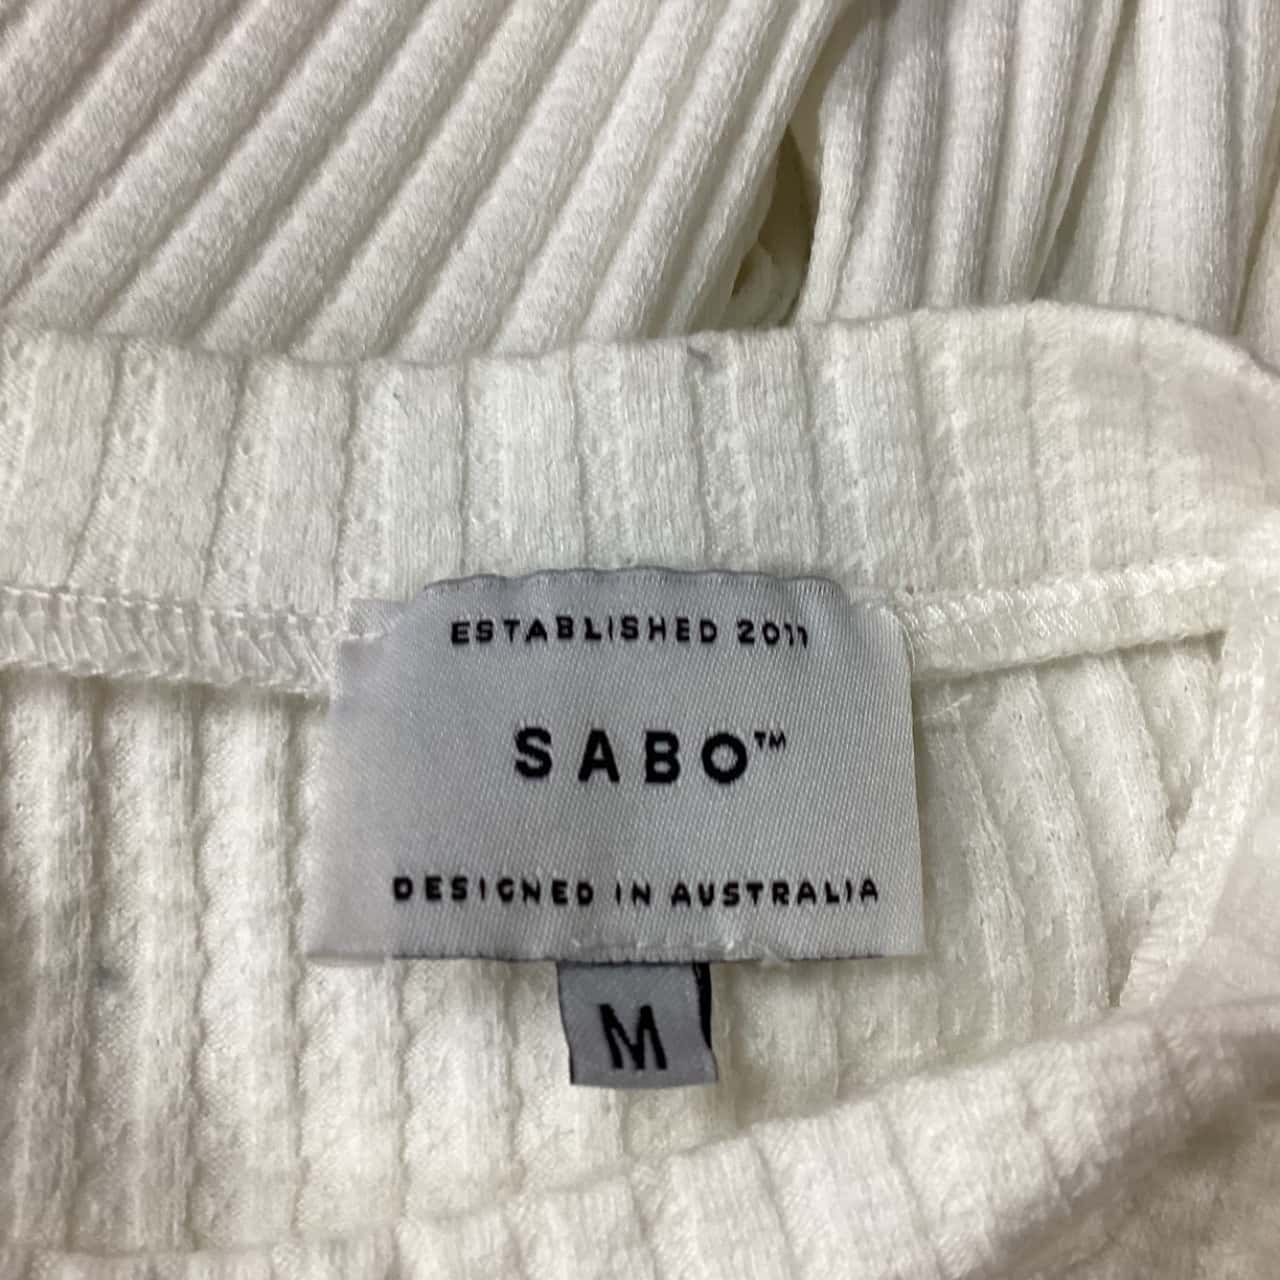 ESTABLISHED 2011
SABO™
DESIGNED IN AUSTRALIA
M